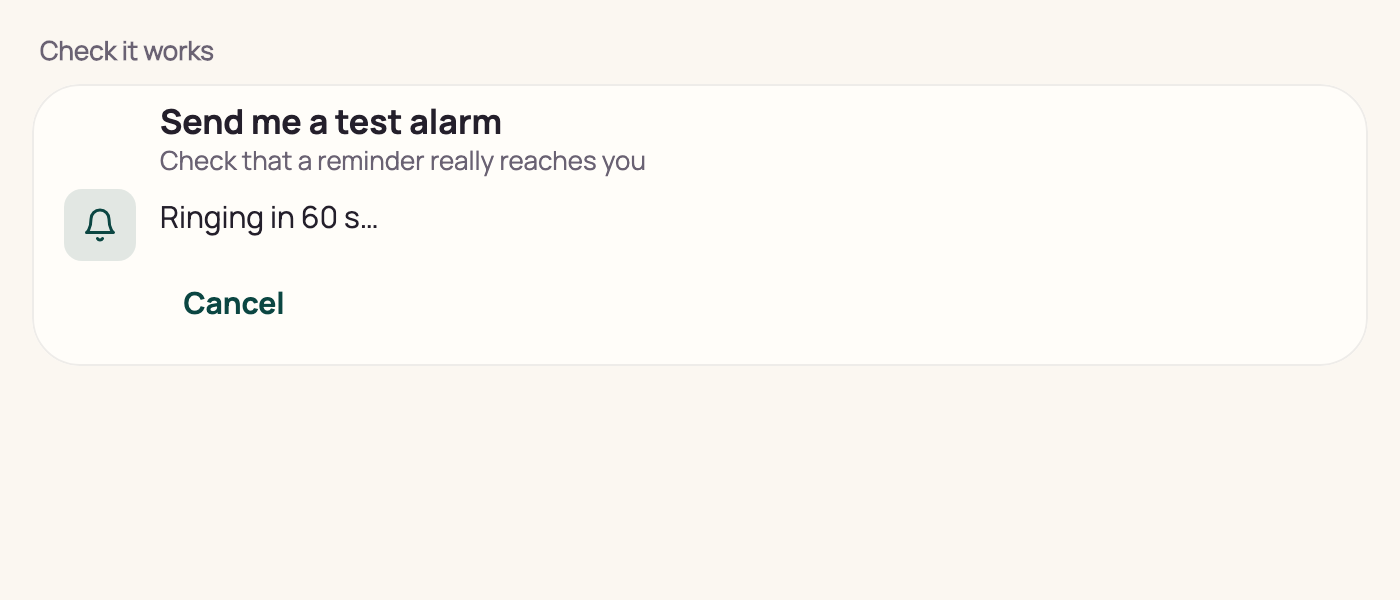 Check it works
Send me a test alarm
Check that a reminder really reaches you
Ringing in 60 s…
Cancel